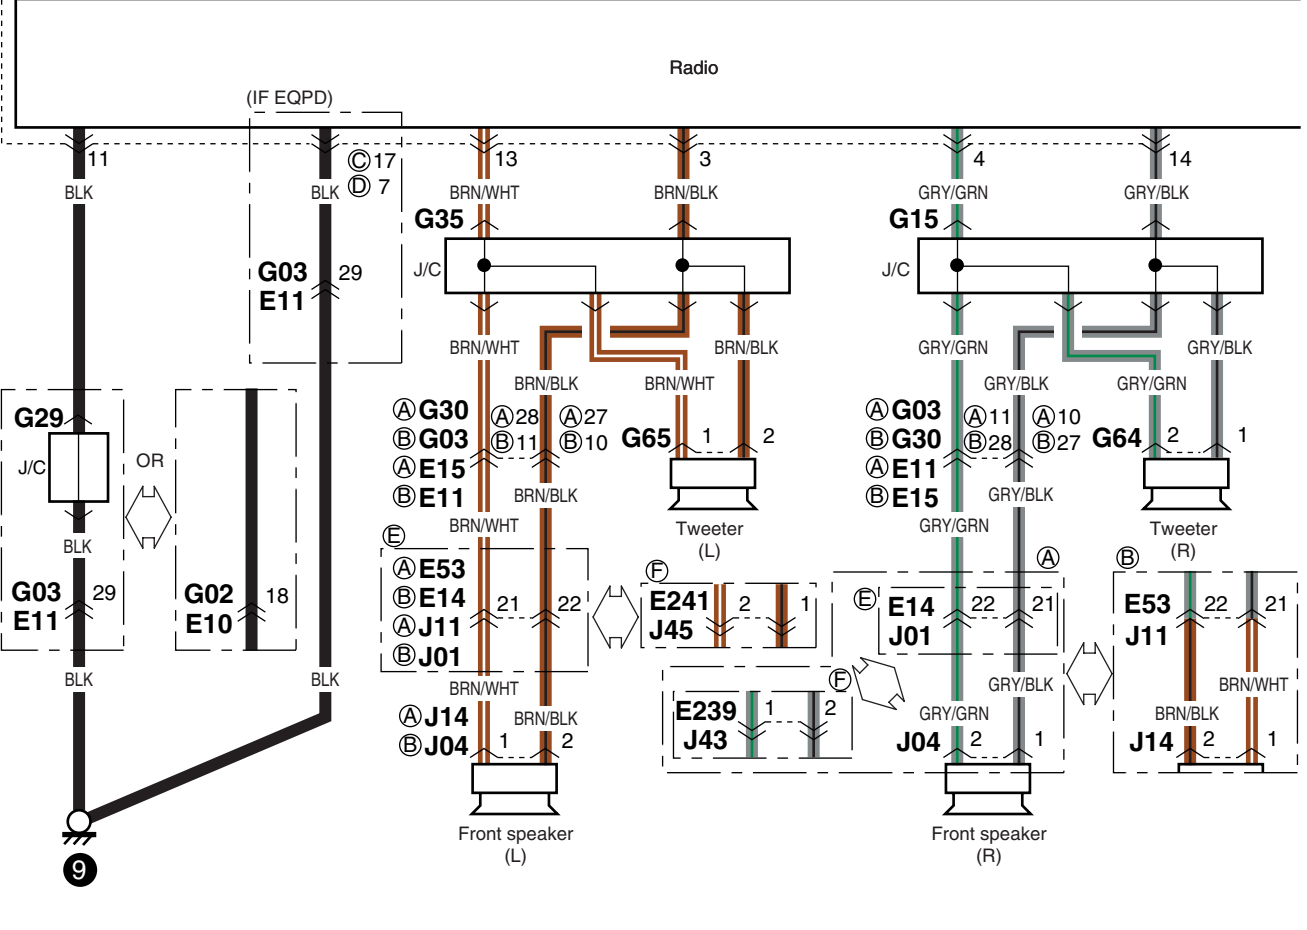 Radio
(IF EQPD)
11
Ⓒ17
Ⓓ 7
13
3
4
14
BLK
BLK
BRN/WHT
BRN/BLK
GRY/GRN
GRY/BLK
G35
G15
J/C
J/C
G03
E11
29
BRN/WHT
BRN/BLK
GRY/GRN
GRY/BLK
BRN/BLK
BRN/WHT
GRY/BLK
GRY/GRN
G29
J/C
OR
ⒶG30
Ⓐ28
Ⓐ27
ⒷG03
Ⓑ11
Ⓑ10
ⒶE15
ⒷE11
G65
1
2
ⒶG03
Ⓐ11
Ⓐ10
ⒷG30
Ⓑ28
Ⓑ27
ⒶE11
ⒷE15
G64
2
1
BRN/BLK
GRY/BLK
BRN/WHT
GRY/GRN
Tweeter
(L)
Tweeter
(R)
BLK
G03
E11
29
G02
E10
18
Ⓔ
ⒶE53
ⒷE14
ⒶJ11
ⒷJ01
21
22
Ⓕ
E241
J45
2
1
Ⓐ
Ⓔ
E14
J01
22
21
Ⓑ
E53
J11
22
21
BLK
BLK
BRN/WHT
BRN/BLK
Ⓕ
E239
J43
1
2
GRY/BLK
GRY/GRN
BRN/WHT
BRN/BLK
ⒶJ14
ⒷJ04
1
2
J04
2
1
J14
2
1
Front speaker
(L)
Front speaker
(R)
9